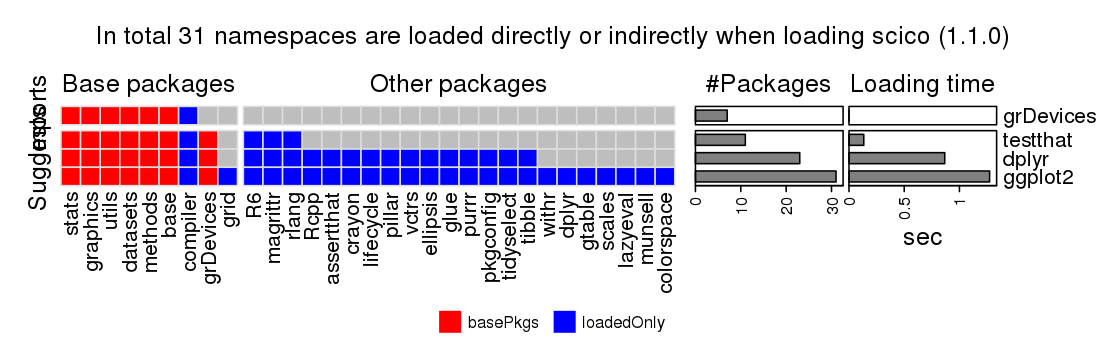 In total 31 namespaces are loaded directly or indirectly when loading scico (1.1.0)
Base packages
Other packages
#Packages
Loading time
Imports
Suggests
grDevices
testthat
dplyr
ggplot2
stats
graphics
utils
datasets
methods
base
compiler
grDevices
grid
R6
magrittr
rlang
Rcpp
assertthat
crayon
lifecycle
pillar
vctrs
ellipsis
glue
purrr
pkgconfig
tidyselect
tibble
withr
dplyr
gtable
scales
lazyeval
munsell
colorspace
0
10
20
30
0
0.5
1
sec
basePkgs
loadedOnly